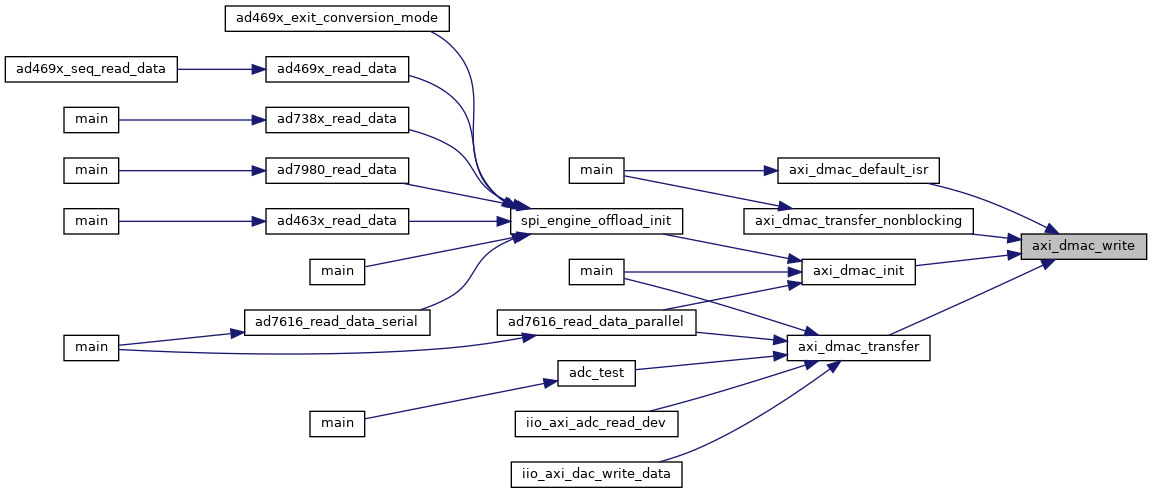 ad469x_exit_conversion_mode
ad469x_seq_read_data
ad469x_read_data
main
ad738x_read_data
main
ad7980_read_data
main
axi_dmac_default_isr
main
ad463x_read_data
spi_engine_offload_init
axi_dmac_transfer_nonblocking
axi_dmac_write
main
main
axi_dmac_init
ad7616_read_data_serial
ad7616_read_data_parallel
main
axi_dmac_transfer
adc_test
main
iio_axi_adc_read_dev
iio_axi_dac_write_data